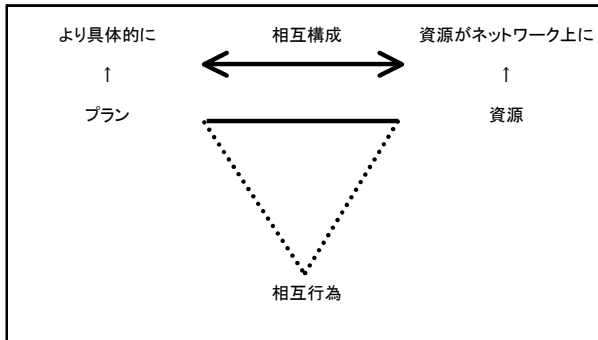 より具体的に 相互構成 資源がネットワーク上に
↑ ↑
プラン 資源
相互行為